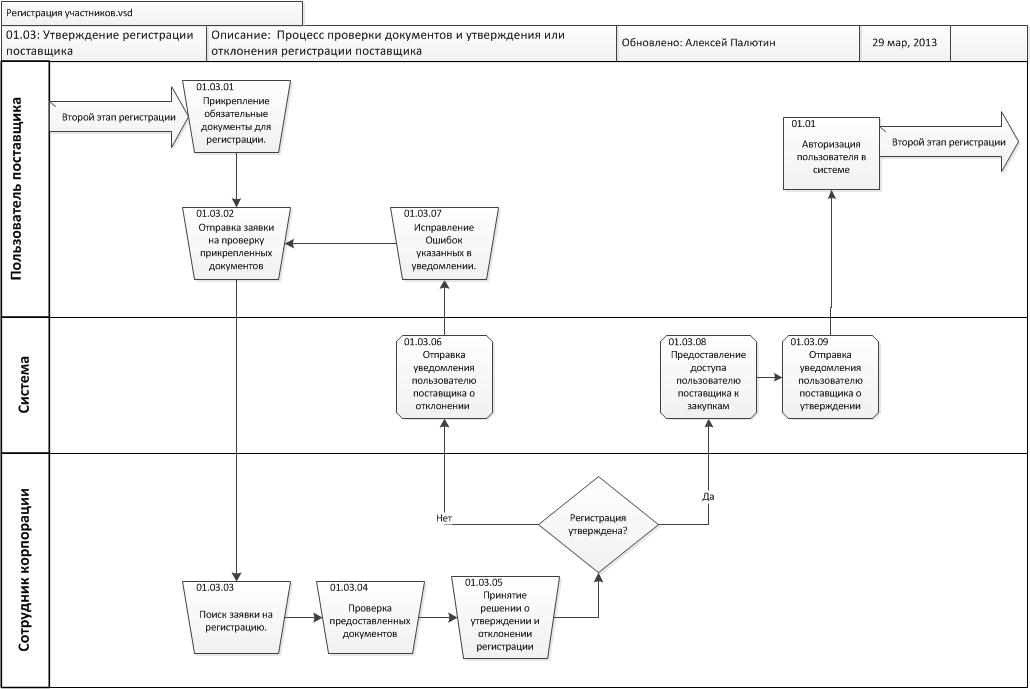 Регистрация участников.vsd
01.03: Утверждение регистрации
поставщика
Описание:  Процесс проверки документов и утверждения или
отклонения регистрации поставщика
Обновлено: Алексей Палютин
29 мар, 2013
Пользователь поставщика
Второй этап регистрации
01.03.01
Прикрепление
обязательные
документы для
регистрации.
01.03.02
Отправка заявки
на проверку
прикрепленных
документов
01.03.07
Исправление
Ошибок
указанных в
уведомлении.
01.01
Авторизация
пользователя в
системе
Второй этап регистрации
Система
01.03.06
Отправка
уведомления
пользователю
поставщика о
отклонении
01.03.08
Предоставление
доступа
пользователю
поставщика к
закупкам
01.03.09
Отправка
уведомления
пользователю
поставщика о
утверждении
Сотрудник корпорации
Нет
Регистрация
утверждена?
Да
01.03.03
Поиск заявки на
регистрацию.
01.03.04
Проверка
предоставленных
документов
01.03.05
Принятие
решении о
утверждении и
отклонении
регистрации